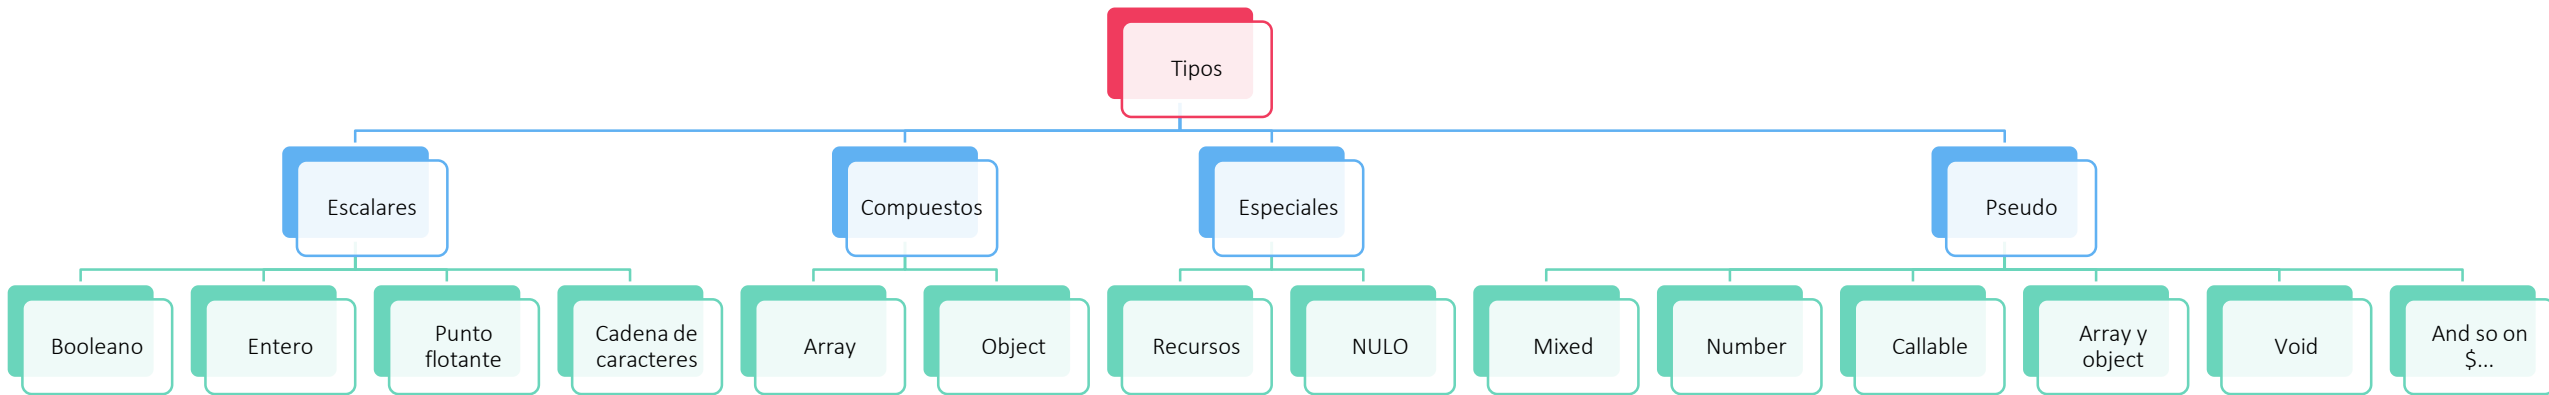 Tipos
Escalares
Compuestos
Especiales
Pseudo
Booleano
Entero
Punto
flotante
Cadena de
caracteres
Array
Object
Recursos
NULO
Mixed
Number
Callable
Array y
object
Void
And so on
$...